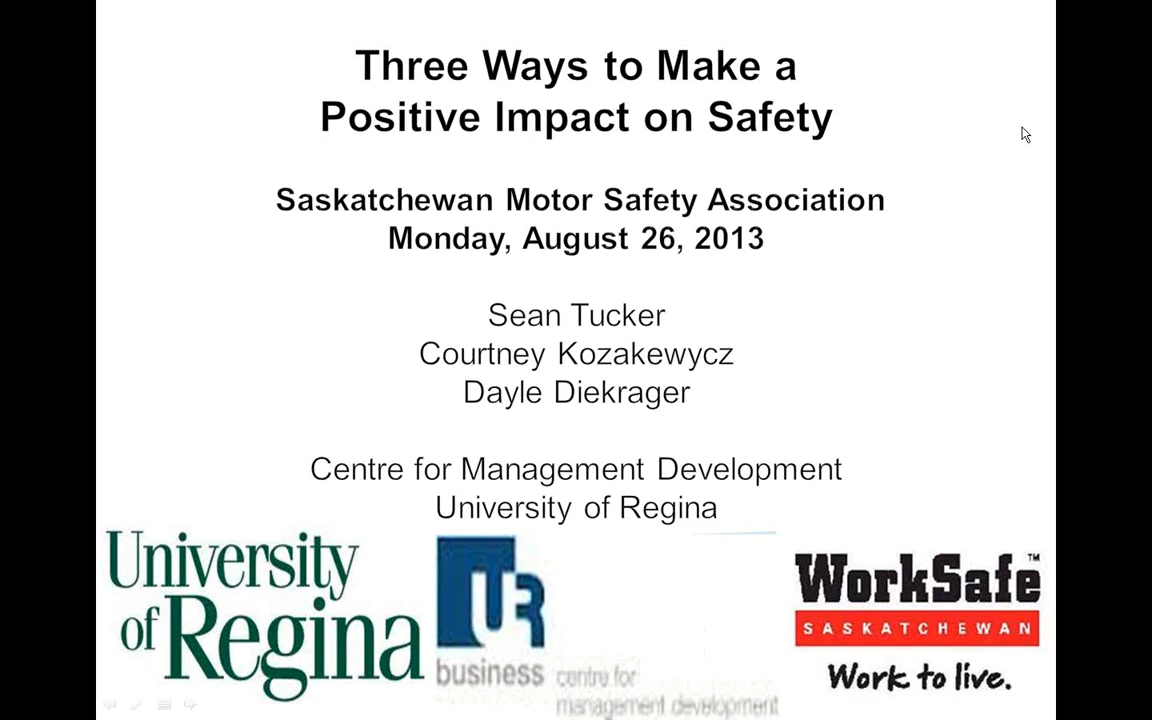 Three Ways to Make a
Positive Impact on Safety
Saskatchewan Motor Safety Association
Monday, August 26, 2013
Sean Tucker
Courtney Kozakewycz
Dayle Diekrager
Centre for Management Development
University of Regina
University
of Regina
UR
business
centre for
management development
WorkSafe™
SASKATCHEWAN
Work to live.